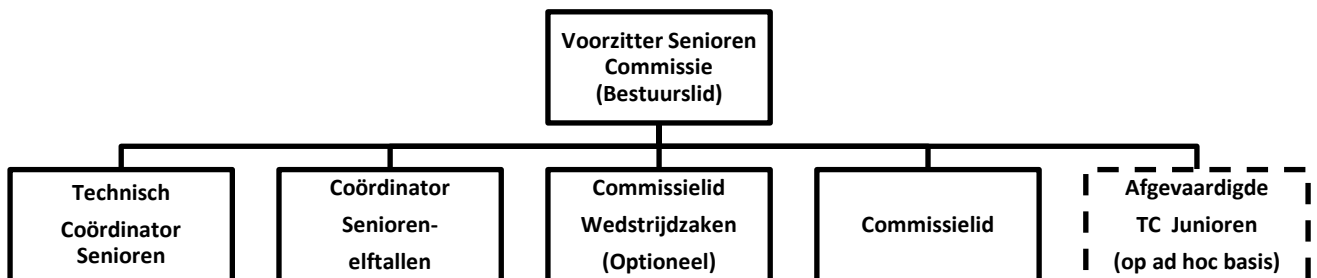 Voorzitter Senioren
Commissie
(Bestuurslid)
Technisch
Coördinator
Senioren
Coördinator
Senioren-
elftallen
Commissielid
Wedstrijdzaken
(Optioneel)
Commissielid
Afgevaardigde
TC Junioren
(op ad hoc basis)